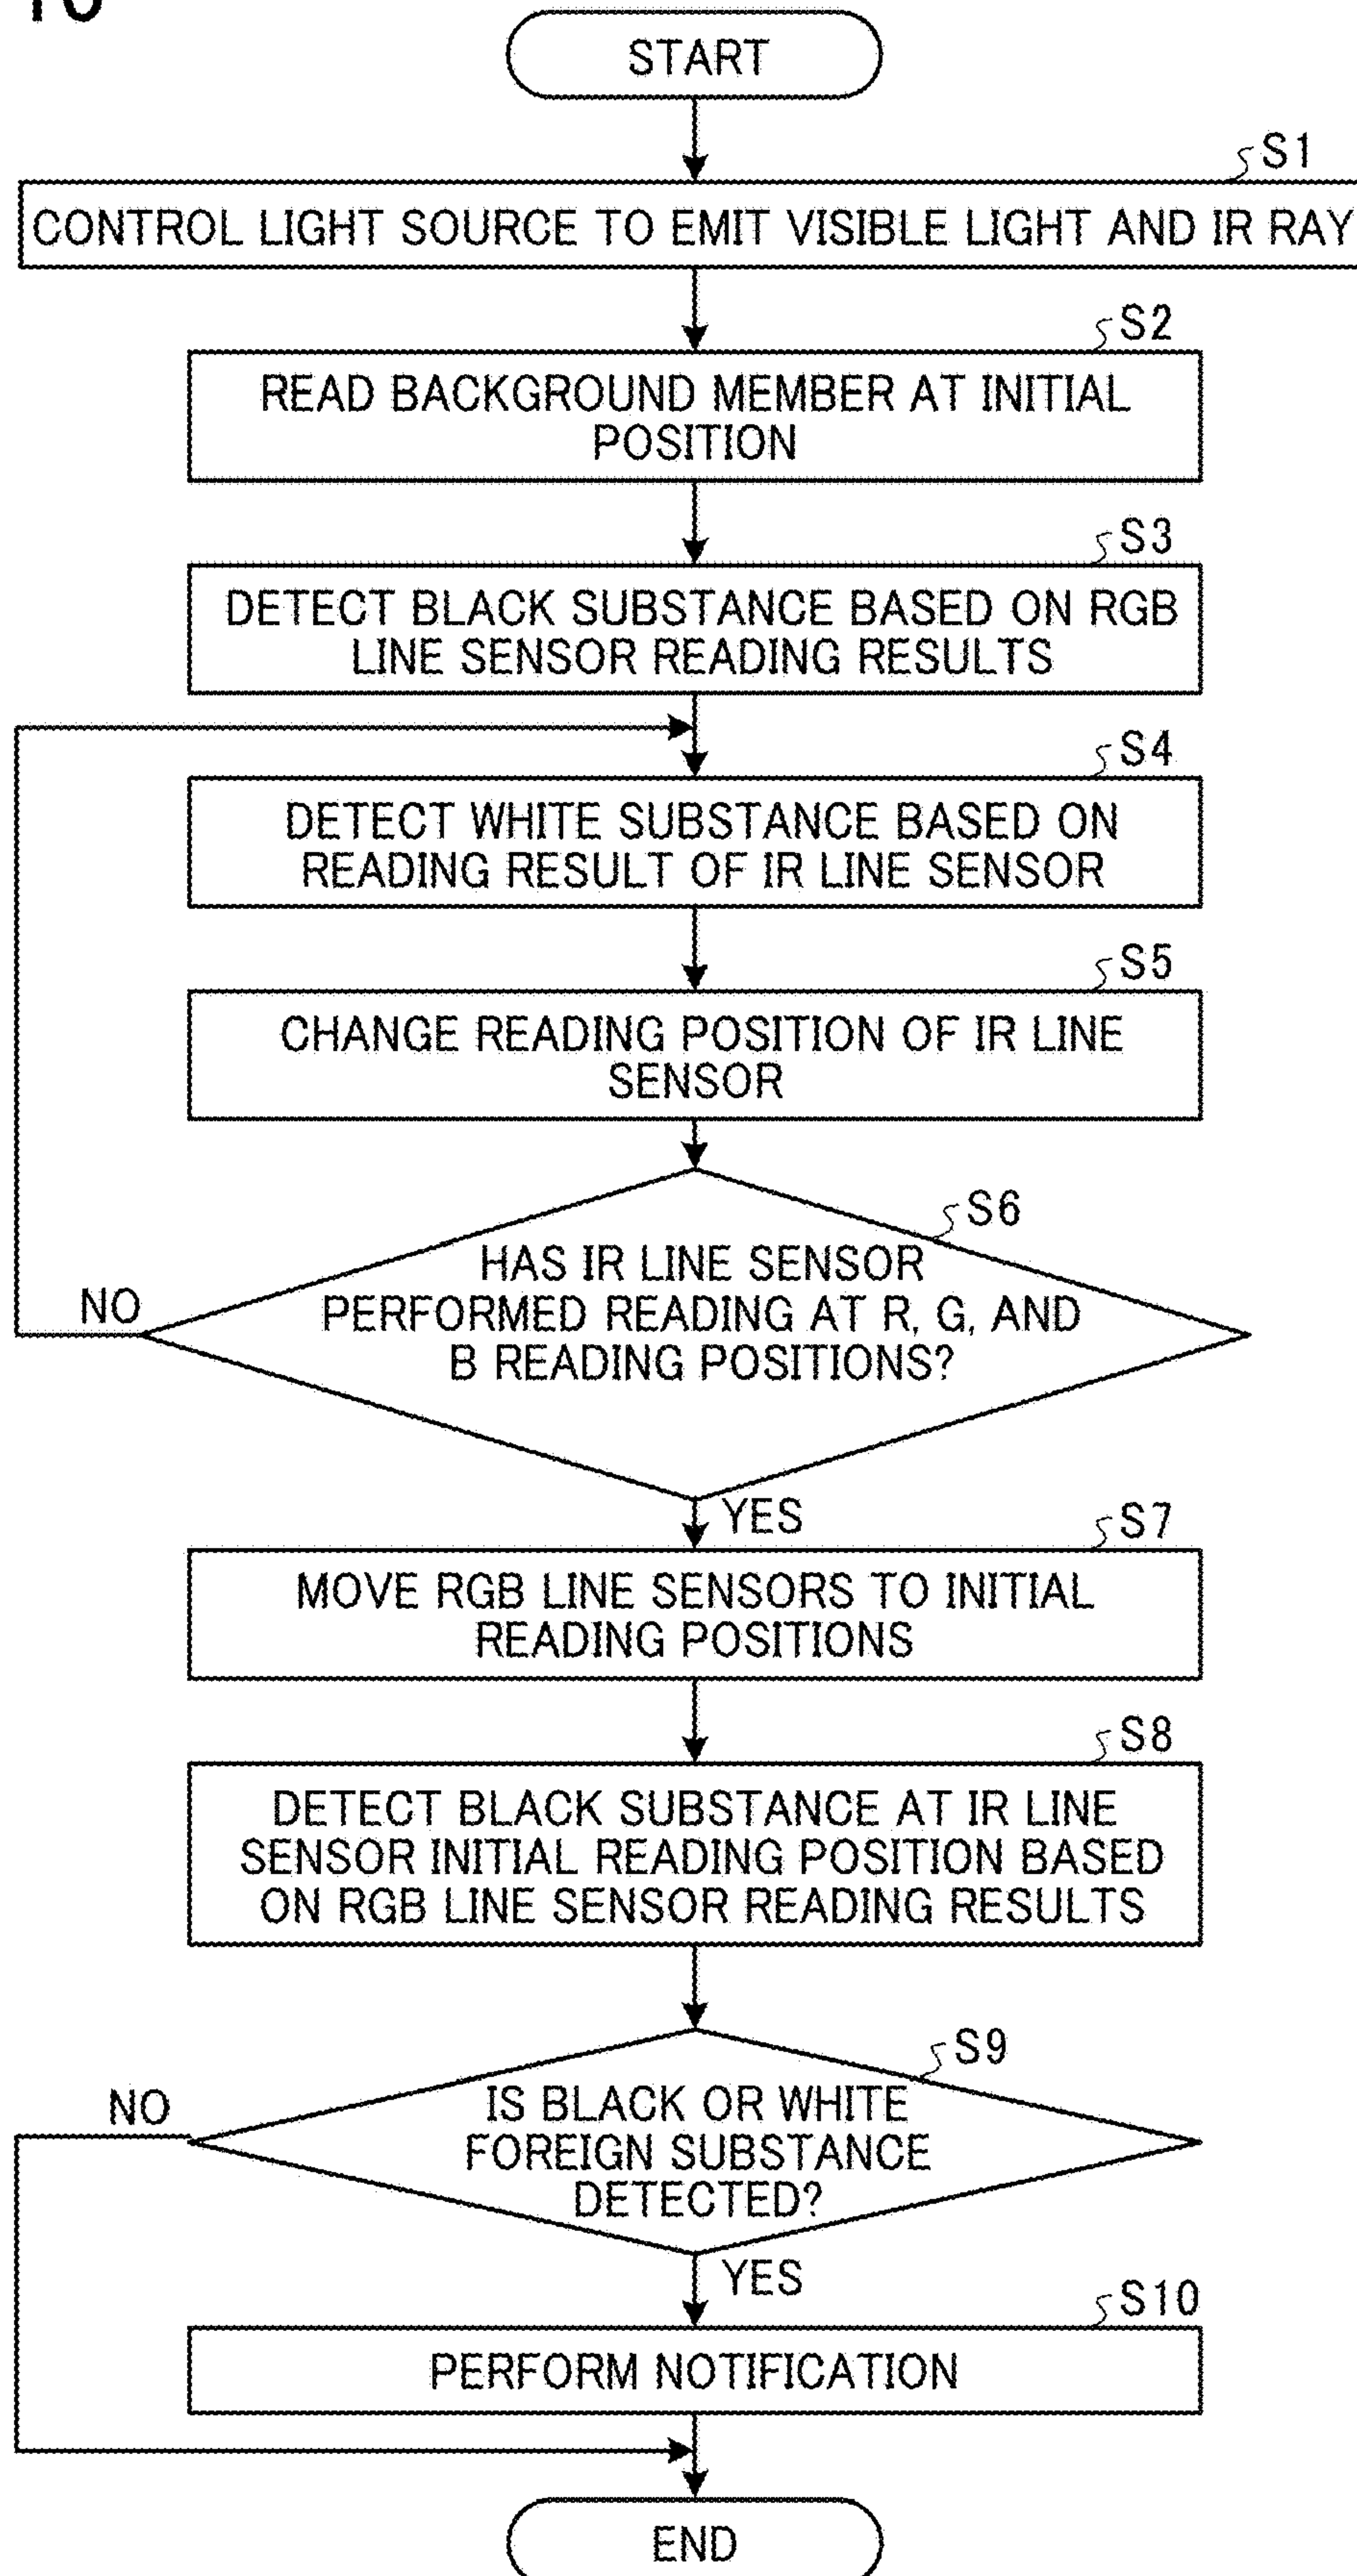 START
S1
CONTROL LIGHT SOURCE TO EMIT VISIBLE LIGHT AND IR RAY
S2
READ BACKGROUND MEMBER AT INITIAL
POSITION
S3
DETECT BLACK SUBSTANCE BASED ON RGB
LINE SENSOR READING RESULTS
S4
DETECT WHITE SUBSTANCE BASED ON
READING RESULT OF IR LINE SENSOR
S5
CHANGE READING POSITION OF IR LINE
SENSOR
S6
HAS IR LINE SENSOR
PERFORMED READING AT R, G, AND
B READING POSITIONS?
NO
YES
S7
MOVE RGB LINE SENSORS TO INITIAL
READING POSITIONS
S8
DETECT BLACK SUBSTANCE AT IR LINE
SENSOR INITIAL READING POSITION BASED
ON RGB LINE SENSOR READING RESULTS
S9
IS BLACK OR WHITE
FOREIGN SUBSTANCE
DETECTED?
NO
YES
S10
PERFORM NOTIFICATION
END